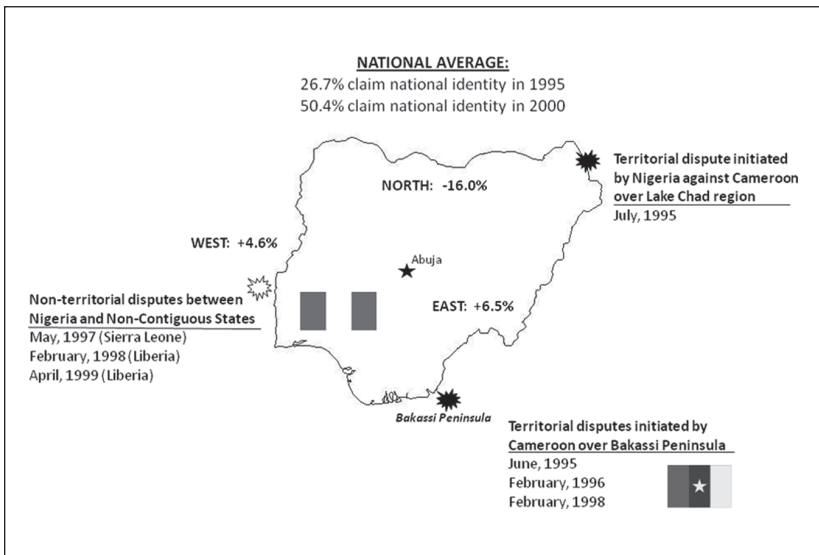 NATIONAL AVERAGE:
26.7% claim national identity in 1995
50.4% claim national identity in 2000
Territorial dispute initiated
by Nigeria against Cameroon
over Lake Chad region
July, 1995
NORTH: -16.0%
WEST: +4.6%
Abuja
Non-territorial disputes between
Nigeria and Non-Contiguous States
May, 1997 (Sierra Leone)
February, 1998 (Liberia)
April, 1999 (Liberia)
EAST: +6.5%
Bakassi Peninsula
Territorial disputes initiated by
Cameroon over Bakassi Peninsula
June, 1995
February, 1996
February, 1998